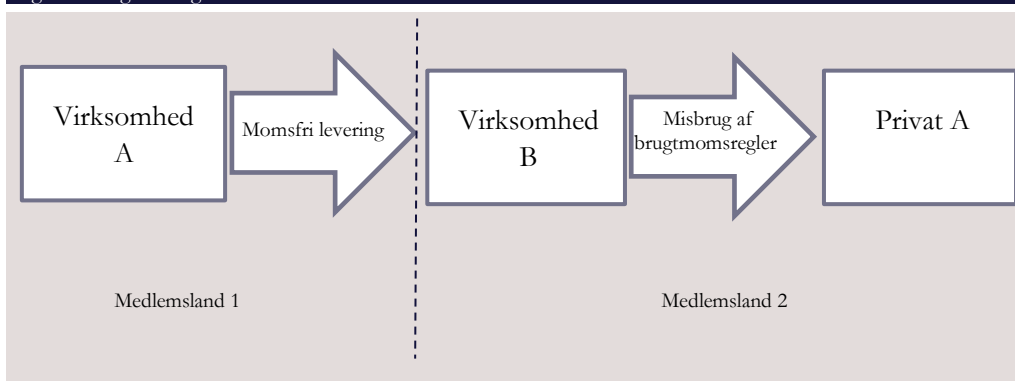 Virksomhed
A
Momsfri levering
Virksomhed
B
Misbrug af
brugtmomsregler
Privat A
Medlemsland 1
Medlemsland 2